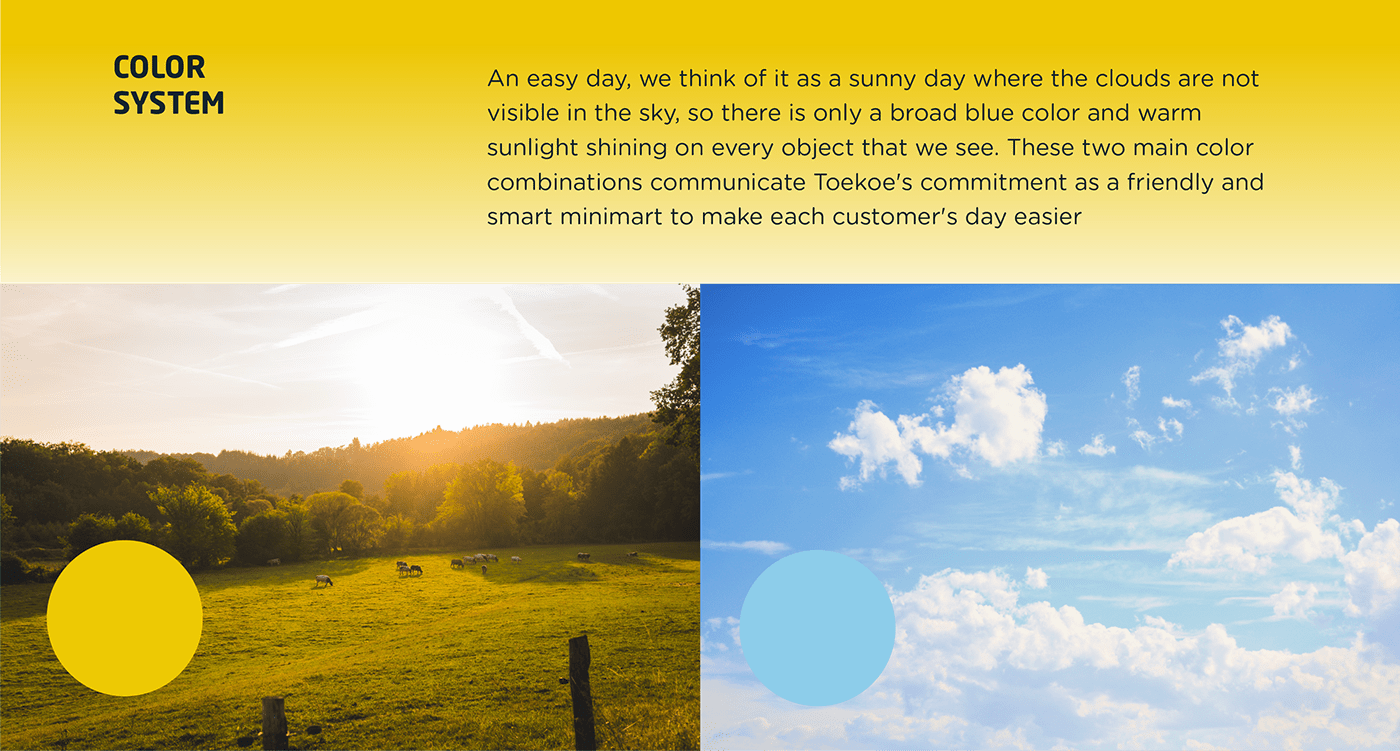 COLOR
SYSTEM
An easy day, we think of it as a sunny day where the clouds are not
visible in the sky, so there is only a broad blue color and warm
sunlight shining on every object that we see. These two main color
combinations communicate Toekoe's commitment as a friendly and
smart minimart to make each customer's day easier